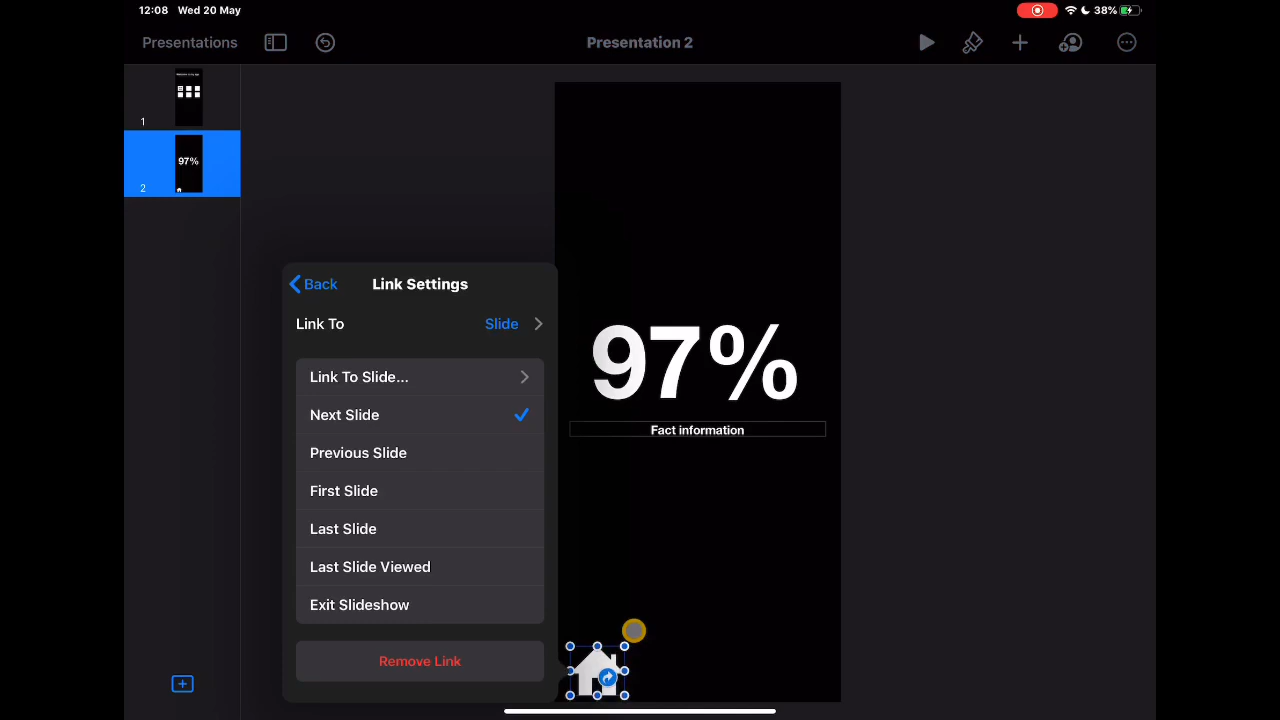 12:08 Wed 20 May
38%
Presentations
Presentation 2
1
97%
2
Back
Link Settings
Link To
Slide
Link To Slide...
Next Slide
Previous Slide
First Slide
Last Slide
Last Slide Viewed
Exit Slideshow
Remove Link
97%
Fact information